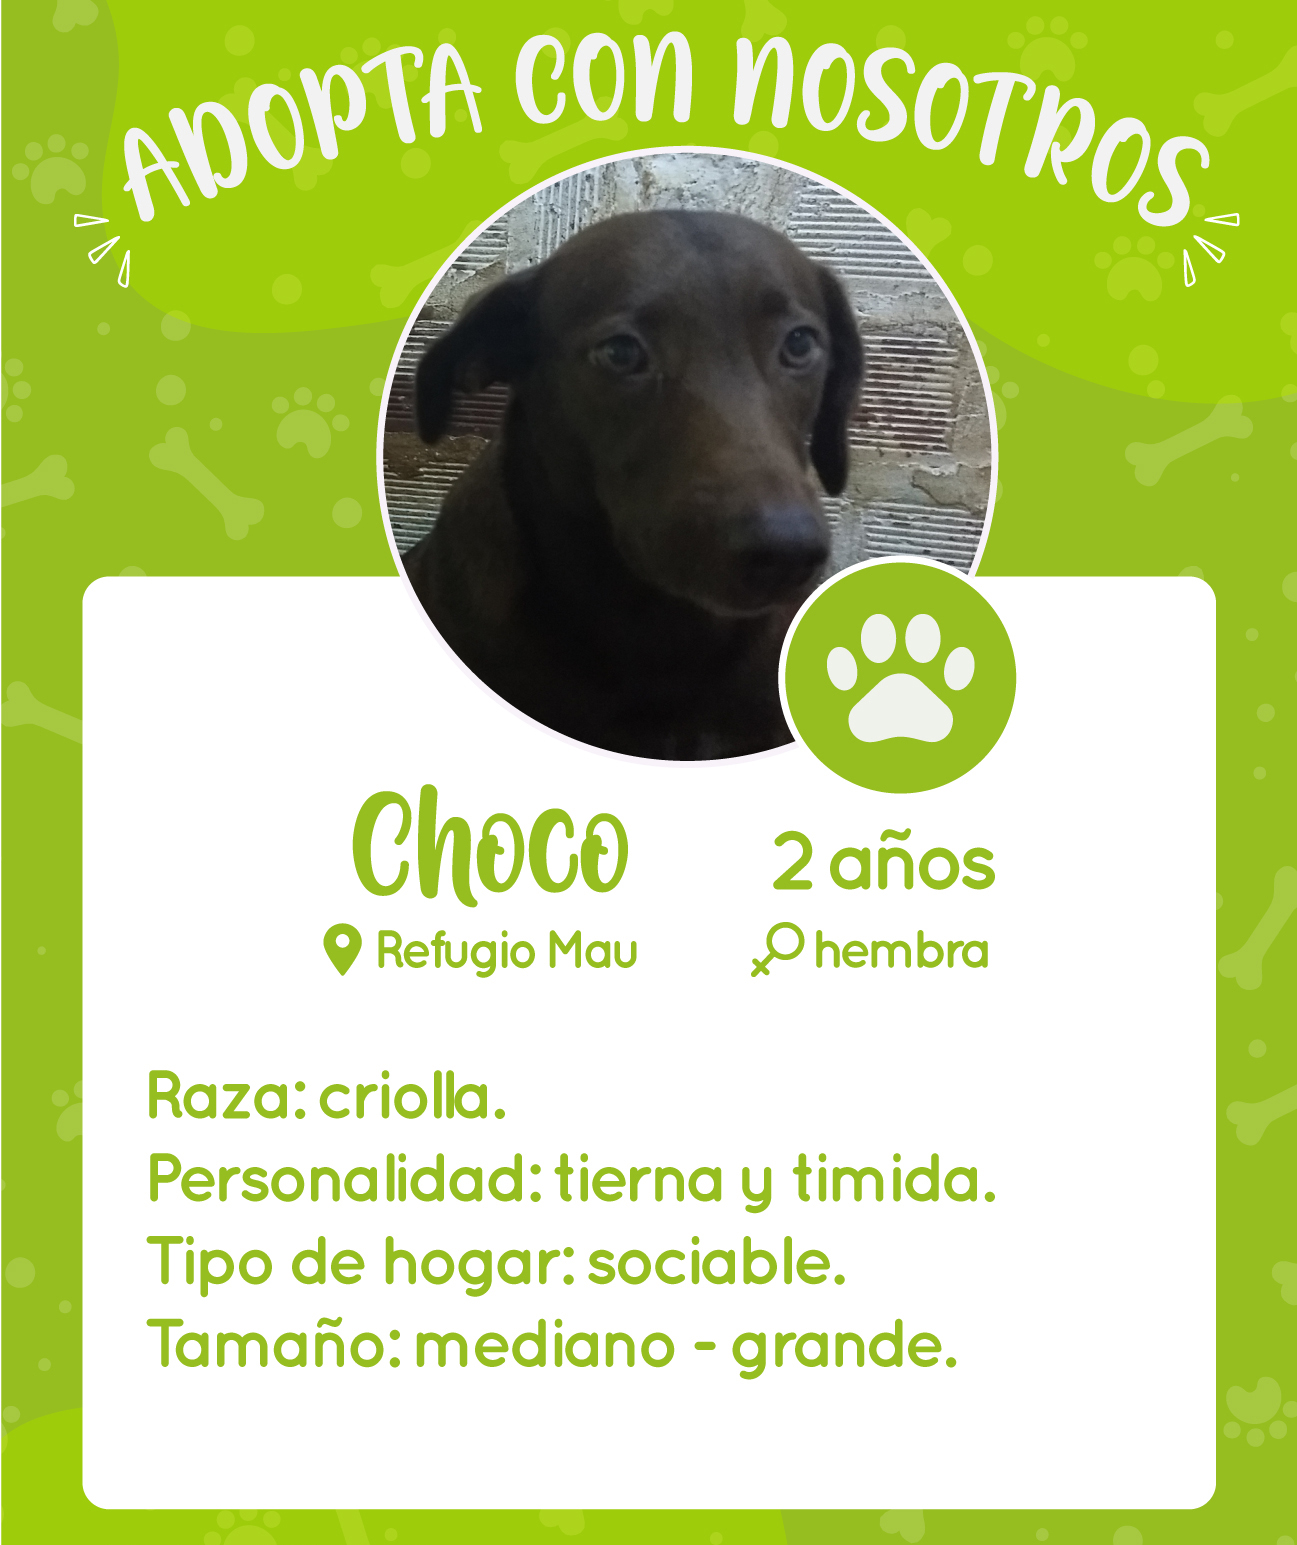 ADOPTA CON NOSOTROS
Choco
2 años
Refugio Mau
hembra
Raza: criolla.
Personalidad: tierna y timida.
Tipo de hogar: sociable.
Tamaño: mediano - grande.